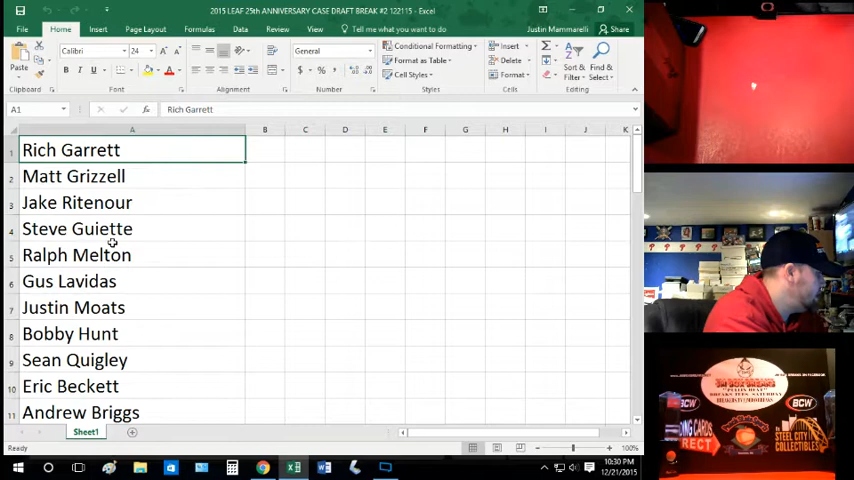 2015 LEAF 25th ANNIVERSARY CASE DRAFT BREAK #2 122115 - Excel
File Home Insert Page Layout Formulas Data Review View Tell me what you want to do Justin Mammarelli Share
Calibri 24 General Conditional Formatting Insert
Paste Format as Table Delete Sort & Find &
Cell Styles Format Filter Select
Clipboard Font Alignment Number Styles Cells Editing
A1 fx Rich Garrett
A B C D E F G H I J K
1 Rich Garrett
2 Matt Grizzell
3 Jake Ritenour
4 Steve Guiette
5 Ralph Melton
6 Gus Lavidas
7 Justin Moats
8 Bobby Hunt
9 Sean Quigley
10 Eric Beckett
11 Andrew Briggs
Sheet1
Ready 100%
10:30 PM
12/21/2015
BCW
BCW
STEEL CITY
COLLECTIBLES